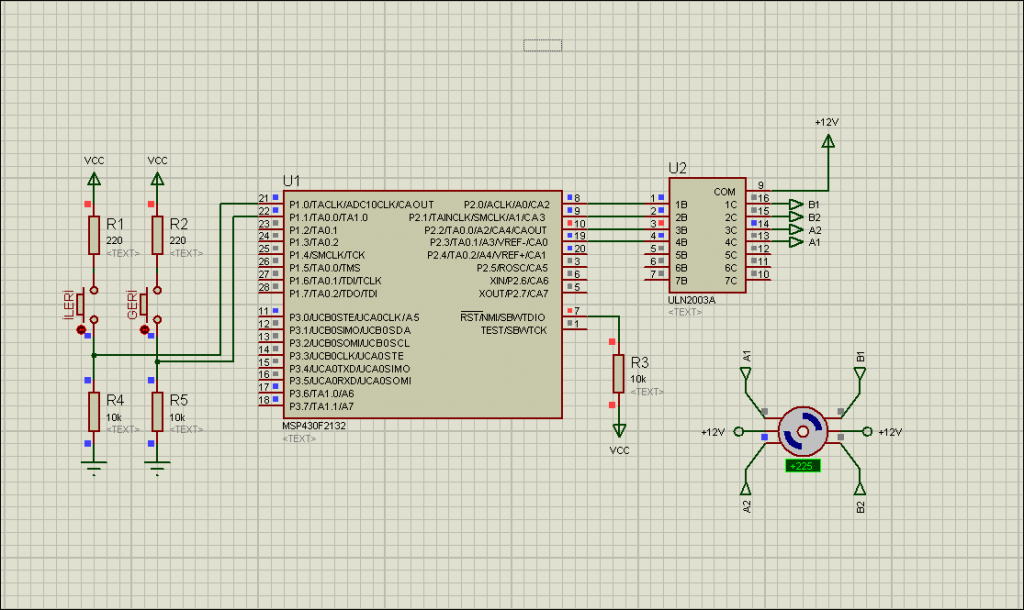 +12V
VCC
VCC
R1
220
<TEXT>
R2
220
<TEXT>
İLERİ
GERİ
R4
10k
<TEXT>
R5
10k
<TEXT>
U1
21 P1.0/TACLK/ADC10CLK/CAOUT
22 P1.1/TA0.0/TA1.0
23 P1.2/TA0.1
24 P1.3/TA0.2
25 P1.4/SMCLK/TCK
26 P1.5/TA0.0/TMS
27 P1.6/TA0.1/TDI/TCLK
28 P1.7/TA0.2/TDO/TDI
11 P3.0/UCB0STE/UCA0CLK/A5
12 P3.1/UCB0SIMO/UCB0SDA
13 P3.2/UCB0SOMI/UCB0SCL
14 P3.3/UCB0CLK/UCA0STE
15 P3.4/UCA0TXD/UCA0SIMO
16 P3.5/UCA0RXD/UCA0SOMI
17 P3.6/TA1.0/A6
18 P3.7/TA1.1/A7
P2.0/ACLK/A0/CA2 8
P2.1/TAINCLK/SMCLK/A1/CA3 9
P2.2/TA0.0/A2/CA4/CAOUT 10
P2.3/TA0.1/A3/VREF-/CA0 19
P2.4/TA0.2/A4/VREF+/CA1 20
P2.5/ROSC/CA5 3
XIN/P2.6/CA6 6
XOUT/P2.7/CA7 5
RST/NMI/SBWTDIO 7
TEST/SBWTCK 1
MSP430F2132
<TEXT>
R3
10k
<TEXT>
VCC
U2
COM 9
1 1B 1C 16 B1
2 2B 2C 15 B2
3 3B 3C 14 A2
4 4B 4C 13 A1
5 5B 5C 12
6 6B 6C 11
7 7B 7C 10
ULN2003A
<TEXT>
A1
B1
+12V
+12V
+225
A2
B2